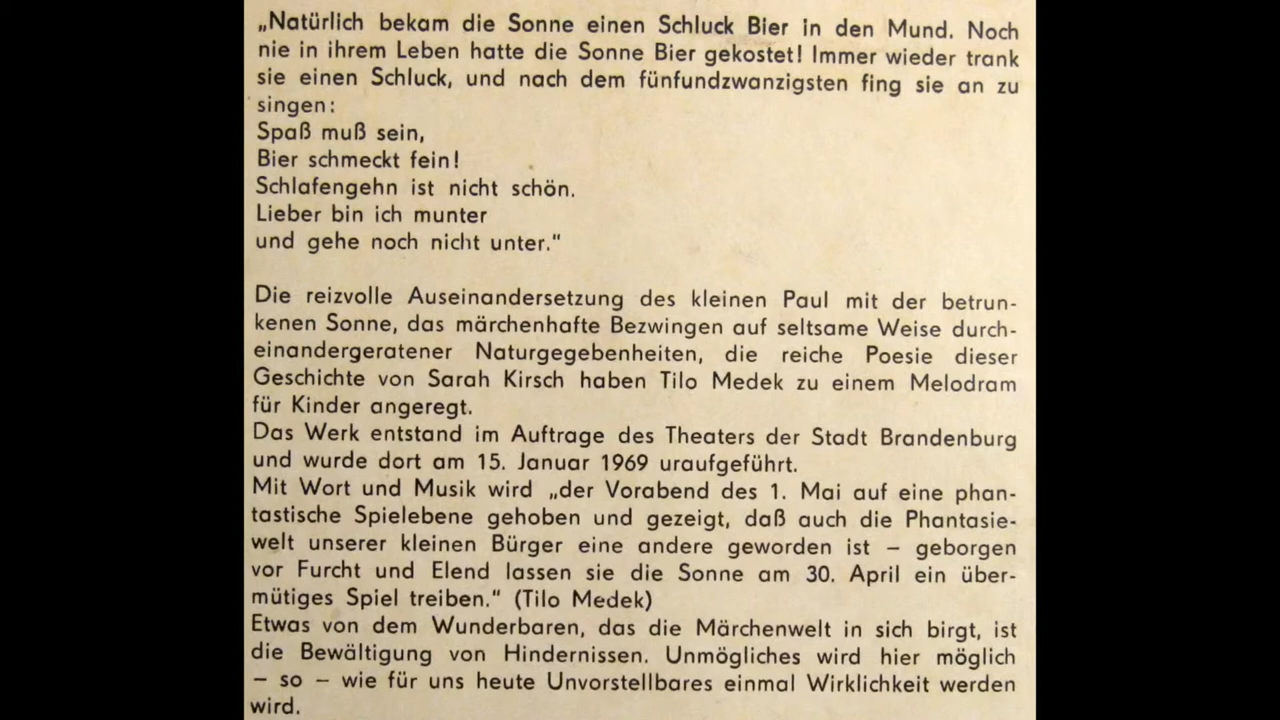 „Natürlich bekam die Sonne einen Schluck Bier in den Mund. Noch
nie in ihrem Leben hatte die Sonne Bier gekostet! Immer wieder trank
sie einen Schluck, und nach dem fünfundzwanzigsten fing sie an zu
singen:
Spaß muß sein,
Bier schmeckt fein!
Schlafengehn ist nicht schön.
Lieber bin ich munter
und gehe noch nicht unter.“
Die reizvolle Auseinandersetzung des kleinen Paul mit der betrun-
kenen Sonne, das märchenhafte Bezwingen auf seltsame Weise durch-
einandergeratener Naturgegebenheiten, die reiche Poesie dieser
Geschichte von Sarah Kirsch haben Tilo Medek zu einem Melodram
für Kinder angeregt.
Das Werk entstand im Auftrage des Theaters der Stadt Brandenburg
und wurde dort am 15. Januar 1969 uraufgeführt.
Mit Wort und Musik wird „der Vorabend des 1. Mai auf eine phan-
tastische Spielebene gehoben und gezeigt, daß auch die Phantasie-
welt unserer kleinen Bürger eine andere geworden ist – geborgen
vor Furcht und Elend lassen sie die Sonne am 30. April ein über-
mütiges Spiel treiben.“ (Tilo Medek)
Etwas von dem Wunderbaren, das die Märchenwelt in sich birgt, ist
die Bewältigung von Hindernissen. Unmögliches wird hier möglich
– so – wie für uns heute Unvorstellbares einmal Wirklichkeit werden
wird.